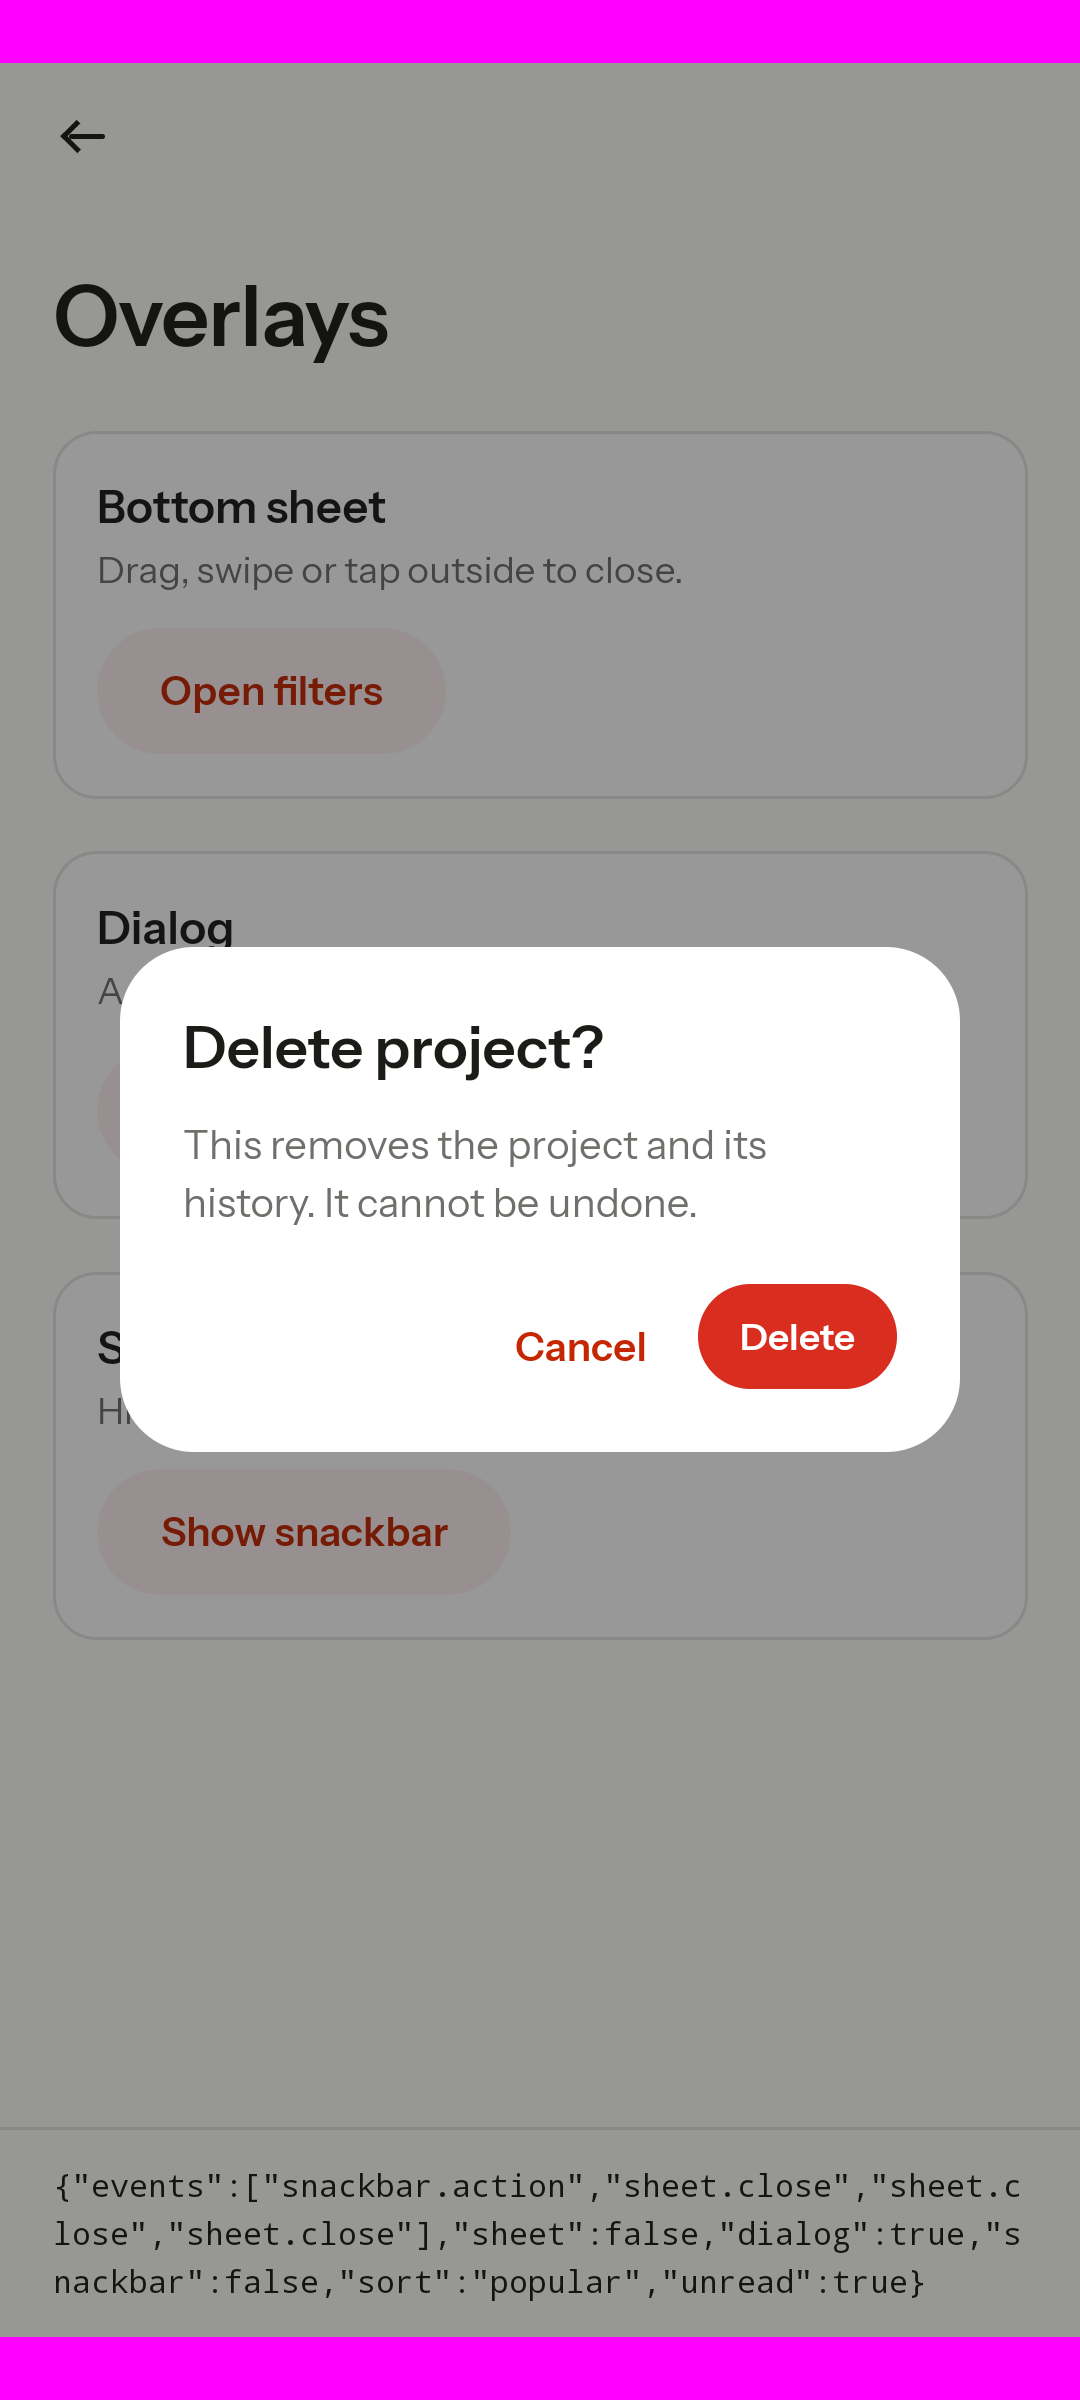 Overlays
Bottom sheet
Drag, swipe or tap outside to close.
Open filters
Dialog
Delete project?
This removes the project and its
history. It cannot be undone.
Cancel
Delete
Show snackbar
{"events":["snackbar.action","sheet.close","sheet.c
lose","sheet.close"],"sheet":false,"dialog":true,"s
nackbar":false,"sort":"popular","unread":true}